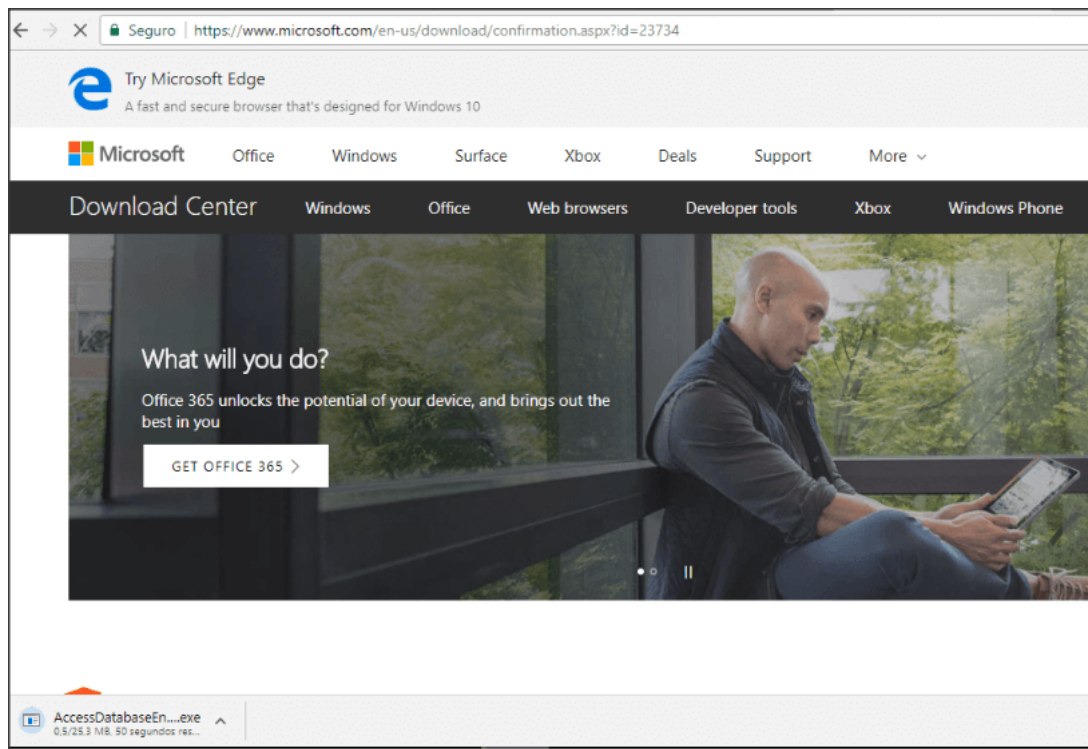 Seguro | https://www.microsoft.com/en-us/download/confirmation.aspx?id=23734
Try Microsoft Edge
A fast and secure browser that's designed for Windows 10
Microsoft Office Windows Surface Xbox Deals Support More
Download Center Windows Office Web browsers Developer tools Xbox Windows Phone
What will you do?
Office 365 unlocks the potential of your device, and brings out the
best in you
GET OFFICE 365 >
AccessDatabaseEn....exe
0,5/25,3 MB, 50 segundos res...